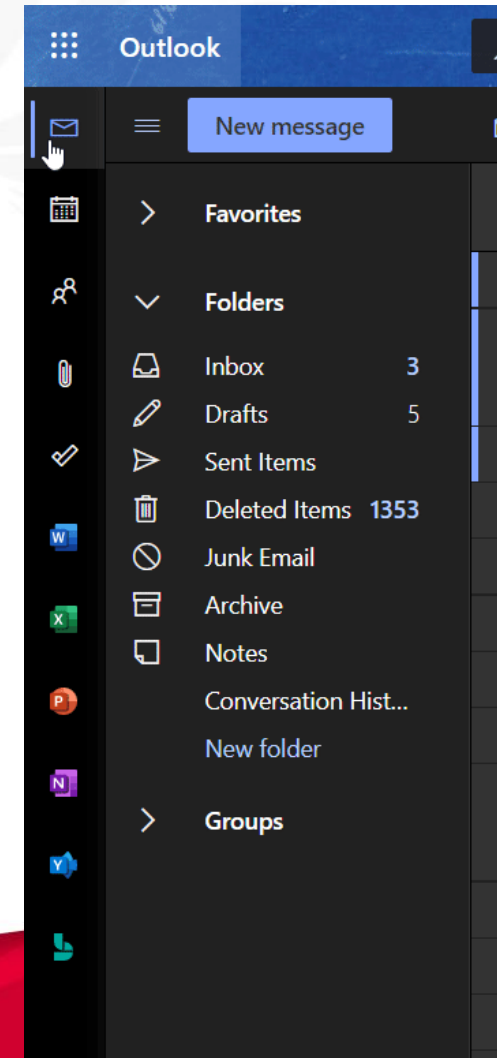 Outlook
New message
Favorites
Folders
Inbox 3
Drafts 5
Sent Items
Deleted Items 1353
Junk Email
Archive
Notes
Conversation Hist...
New folder
Groups
W
X
P
N
Y